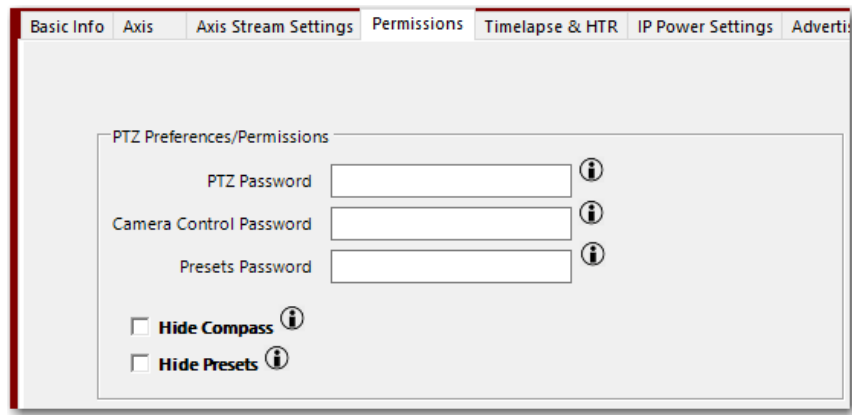 Basic Info Axis Axis Stream Settings Permissions Timelapse & HTR IP Power Settings Adverti
PTZ Preferences/Permissions
PTZ Password
Camera Control Password
Presets Password
Hide Compass
Hide Presets